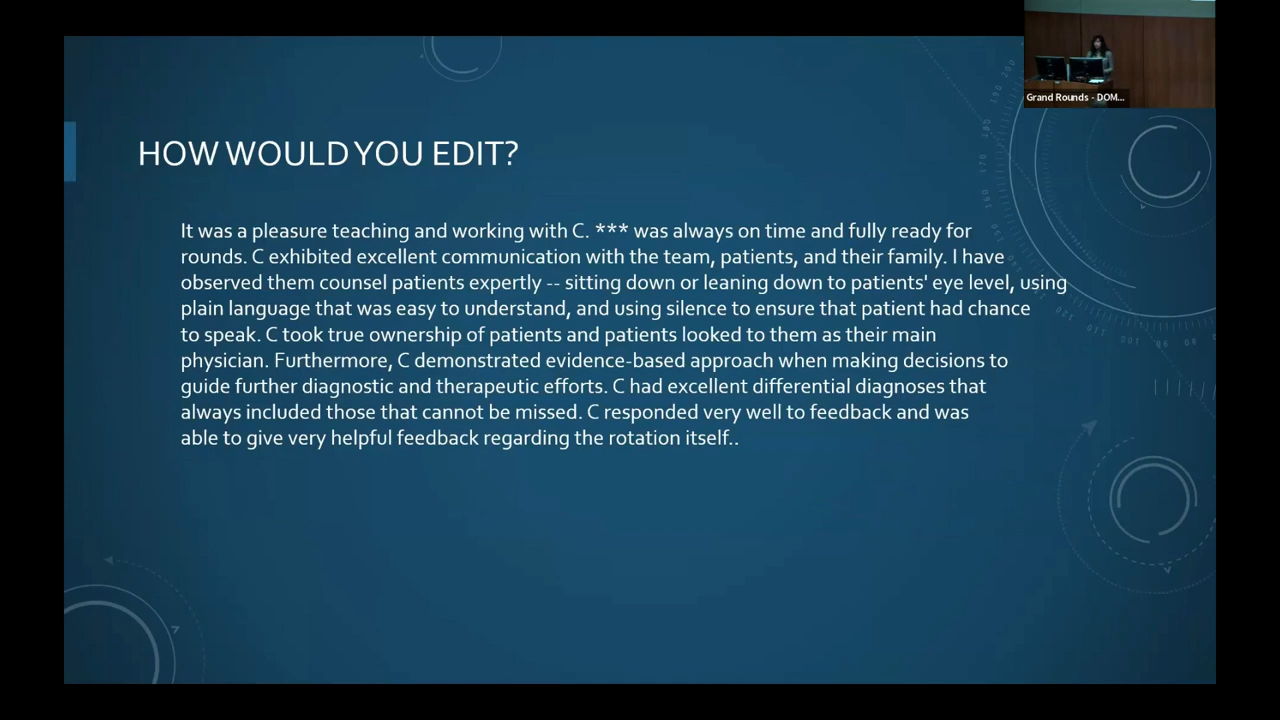 Grand Rounds - DOM...
HOW WOULD YOU EDIT?
It was a pleasure teaching and working with C. *** was always on time and fully ready for
rounds. C exhibited excellent communication with the team, patients, and their family. I have
observed them counsel patients expertly -- sitting down or leaning down to patients' eye level, using
plain language that was easy to understand, and using silence to ensure that patient had chance
to speak. C took true ownership of patients and patients looked to them as their main
physician. Furthermore, C demonstrated evidence-based approach when making decisions to
guide further diagnostic and therapeutic efforts. C had excellent differential diagnoses that
always included those that cannot be missed. C responded very well to feedback and was
able to give very helpful feedback regarding the rotation itself..